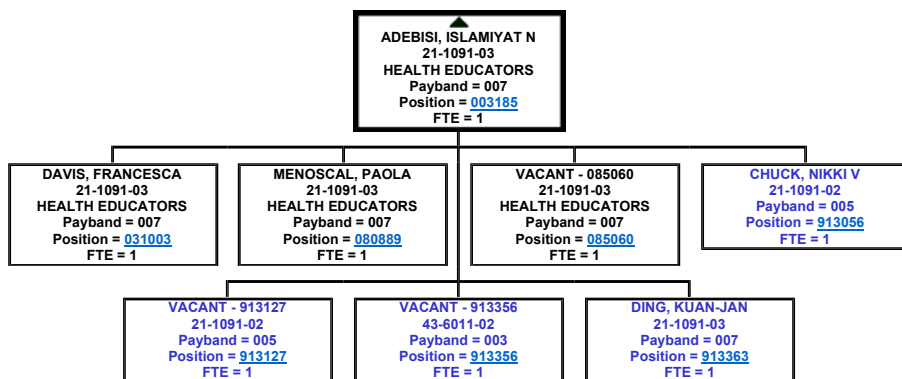 ADEBISI, ISLAMIYAT N
21-1091-03
HEALTH EDUCATORS
Payband = 007
Position = 003185
FTE = 1
DAVIS, FRANCESCA
21-1091-03
HEALTH EDUCATORS
Payband = 007
Position = 031003
FTE = 1
MENOSCAL, PAOLA
21-1091-03
HEALTH EDUCATORS
Payband = 007
Position = 080889
FTE = 1
VACANT - 085060
21-1091-03
HEALTH EDUCATORS
Payband = 007
Position = 085060
FTE = 1
CHUCK, NIKKI V
21-1091-02
Payband = 005
Position = 913056
FTE = 1
VACANT - 913127
21-1091-02
Payband = 005
Position = 913127
FTE = 1
VACANT - 913356
43-6011-02
Payband = 003
Position = 913356
FTE = 1
DING, KUAN-JAN
21-1091-03
Payband = 007
Position = 913363
FTE = 1